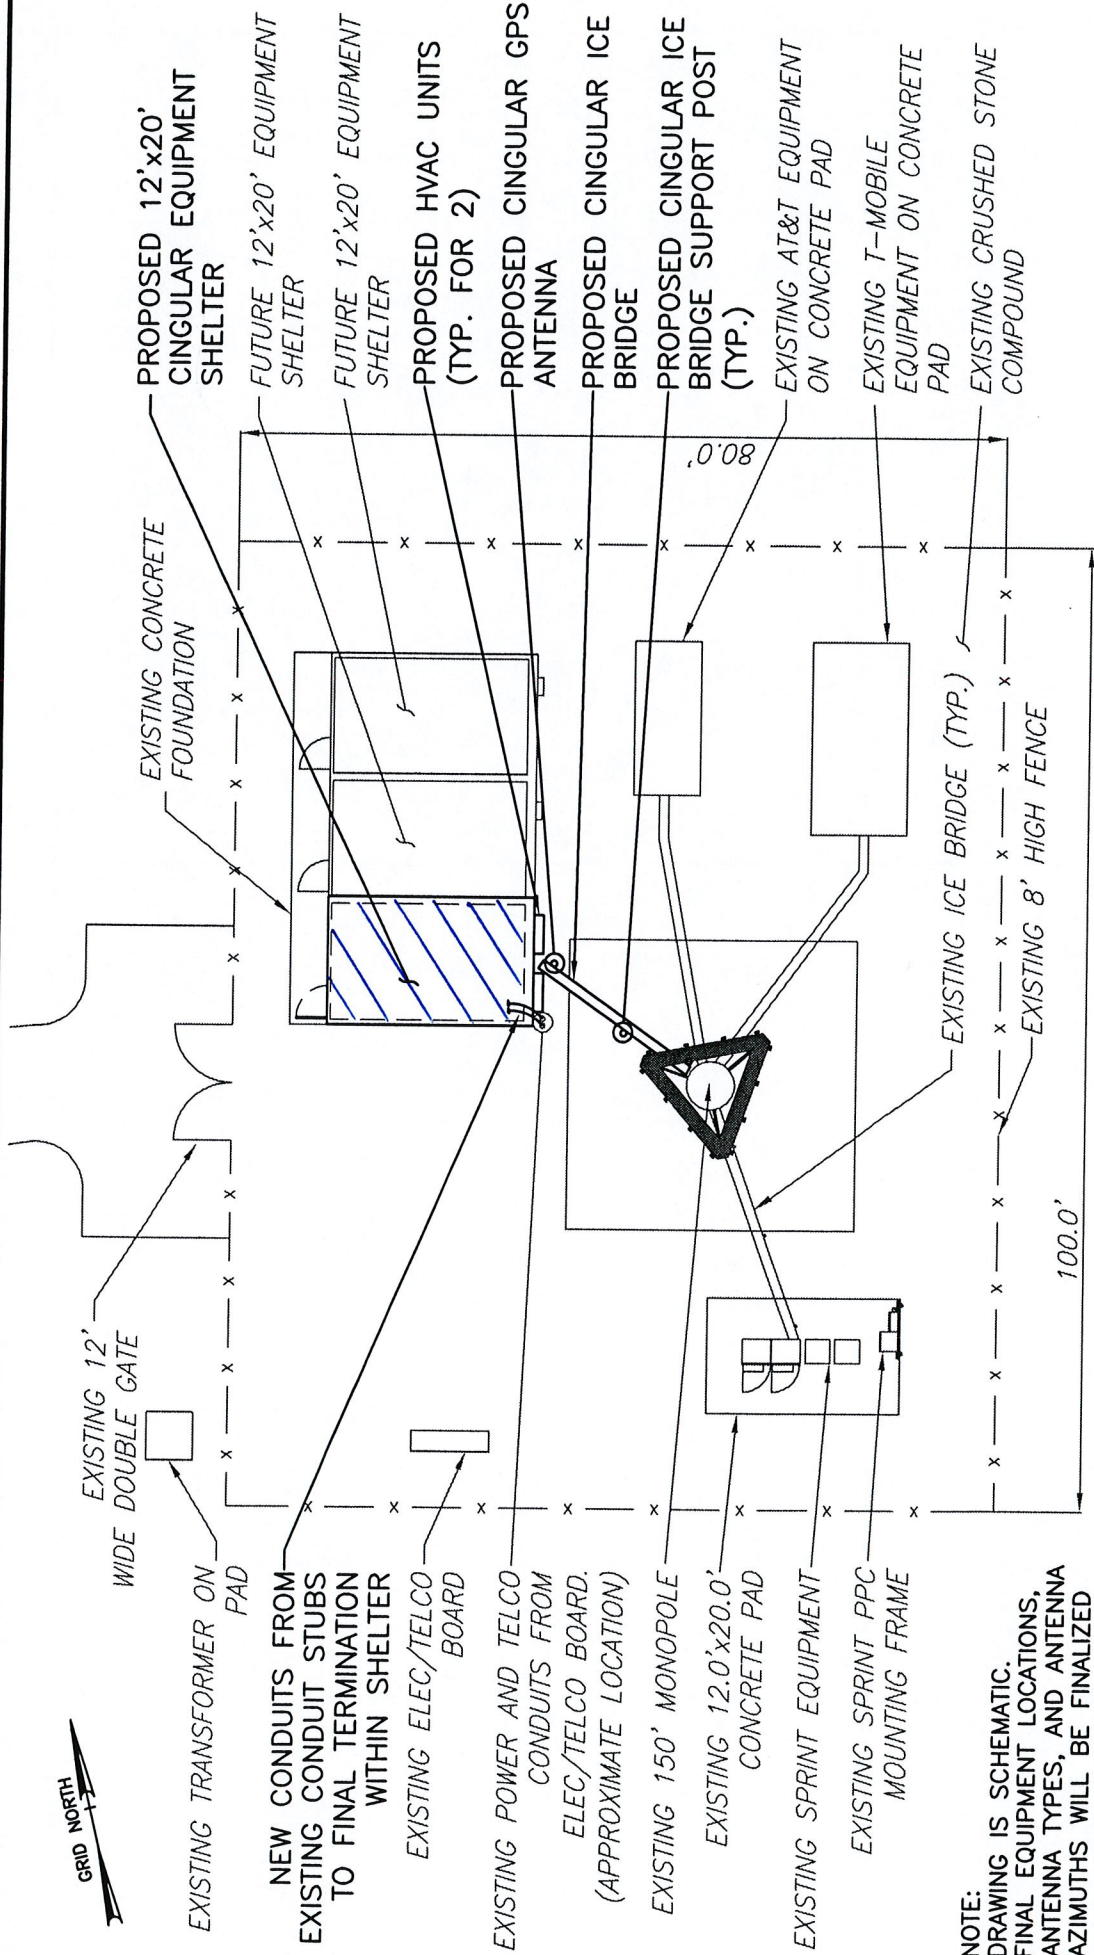 GRID NORTH
EXISTING 12'
WIDE DOUBLE GATE
EXISTING TRANSFORMER ON
PAD
NEW CONDUITS FROM
EXISTING CONDUIT STUBS
TO FINAL TERMINATION
WITHIN SHELTER
EXISTING ELEC/TELCO
BOARD
EXISTING POWER AND TELCO
CONDUITS FROM
ELEC/TELCO BOARD.
(APPROXIMATE LOCATION)
EXISTING 150' MONOPOLE
EXISTING 12.0'x20.0'
CONCRETE PAD
EXISTING SPRINT EQUIPMENT
EXISTING SPRINT PPC
MOUNTING FRAME
NOTE:
DRAWING IS SCHEMATIC.
FINAL EQUIPMENT LOCATIONS,
ANTENNA TYPES, AND ANTENNA
AZIMUTHS WILL BE FINALIZED
EXISTING CONCRETE
FOUNDATION
PROPOSED 12'x20'
CINGULAR EQUIPMENT
SHELTER
FUTURE 12'x20' EQUIPMENT
SHELTER
FUTURE 12'x20' EQUIPMENT
SHELTER
PROPOSED HVAC UNITS
(TYP. FOR 2)
PROPOSED CINGULAR GPS
ANTENNA
PROPOSED CINGULAR ICE
BRIDGE
PROPOSED CINGULAR ICE
BRIDGE SUPPORT POST
(TYP.)
EXISTING AT&T EQUIPMENT
ON CONCRETE PAD
EXISTING T-MOBILE
EQUIPMENT ON CONCRETE
PAD
EXISTING CRUSHED STONE
COMPOUND
80.0'
EXISTING ICE BRIDGE (TYP.)
EXISTING 8' HIGH FENCE
100.0'